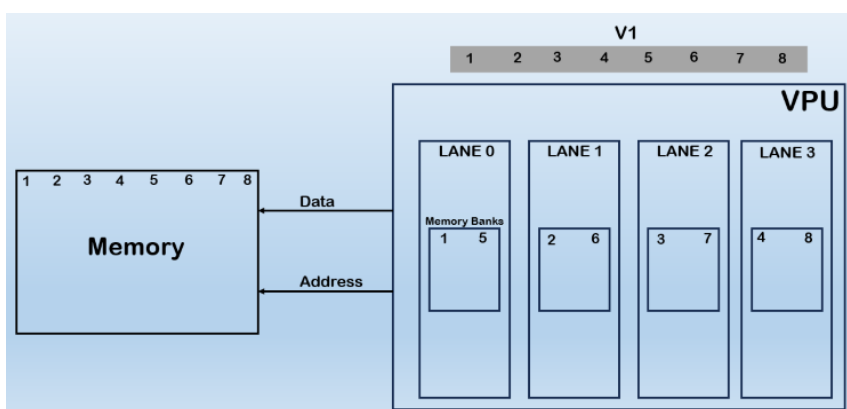 V1
1 2 3 4 5 6 7 8
VPU
LANE 0 LANE 1 LANE 2 LANE 3
1 2 3 4 5 6 7 8
Memory
Data
Address
Memory Banks
1 5 2 6 3 7 4 8